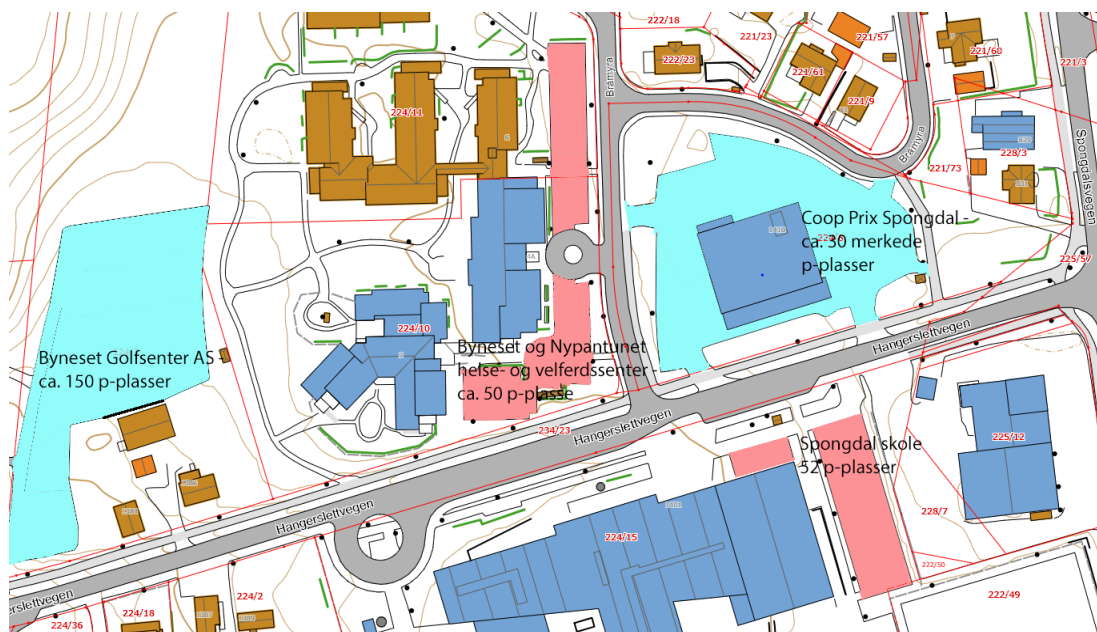 222/18
221/23
221/57
221/60
221/3
222/23
221/61
221/9
224/11
Bråmyra
6
Bråmyra
221/73
228/3
Spongdalsvegen
Coop Prix Spongdal -
ca. 30 merkede
p-plasser
225/57
4A
224/10
Byneset Golfsenter AS -
ca. 150 p-plasser
Byneset og Nypantunet
helse- og velferdssenter -
ca. 50 p-plasse
Hangerslettvegen
234/23
Hangerslettvegen
Spongdal skole
52 p-plasser
225/12
228/7
Hangerslettvegen
224/15
222/50
222/49
224/2
224/18
224/36